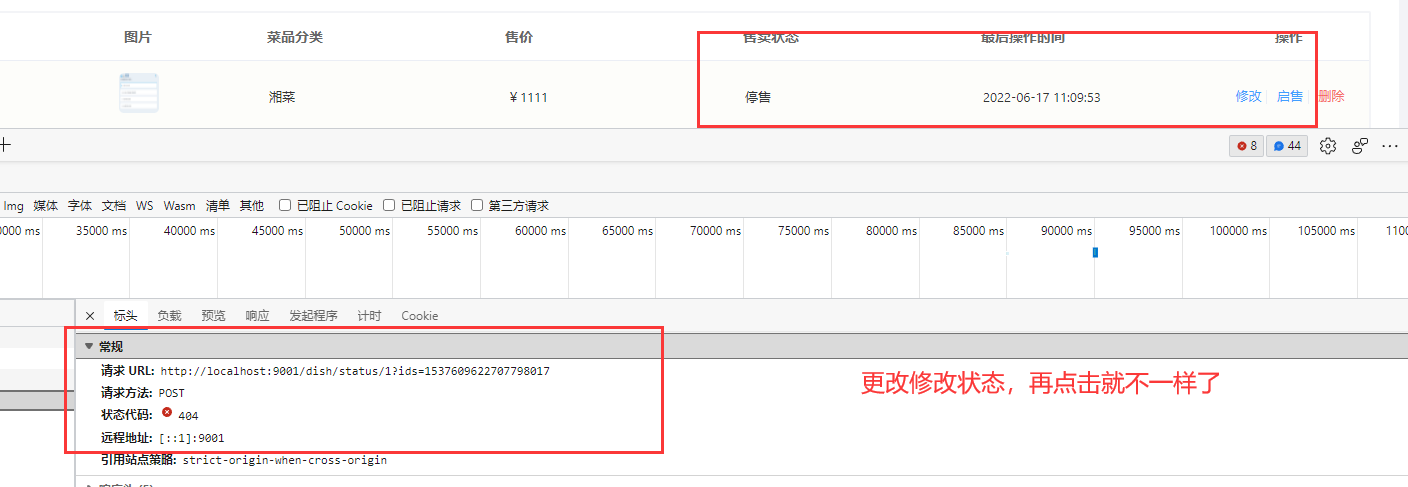 图片 菜品分类 售价 售卖状态 最后操作时间 操作
湘菜 ￥1111 停售 2022-06-17 11:09:53 修改 启售 删除
8 44
Img 媒体 字体 文档 WS Wasm 清单 其他 已阻止 Cookie 已阻止请求 第三方请求
0000 ms 35000 ms 40000 ms 45000 ms 50000 ms 55000 ms 60000 ms 65000 ms 70000 ms 75000 ms 80000 ms 85000 ms 90000 ms 95000 ms 100000 ms 105000 ms 1100
标头 负载 预览 响应 发起程序 计时 Cookie
常规
请求 URL: http://localhost:9001/dish/status/1?ids=1537609622707798017
请求方法: POST
更改修改状态，再点击就不一样了
状态代码: 404
远程地址: [::1]:9001
引用站点策略: strict-origin-when-cross-origin